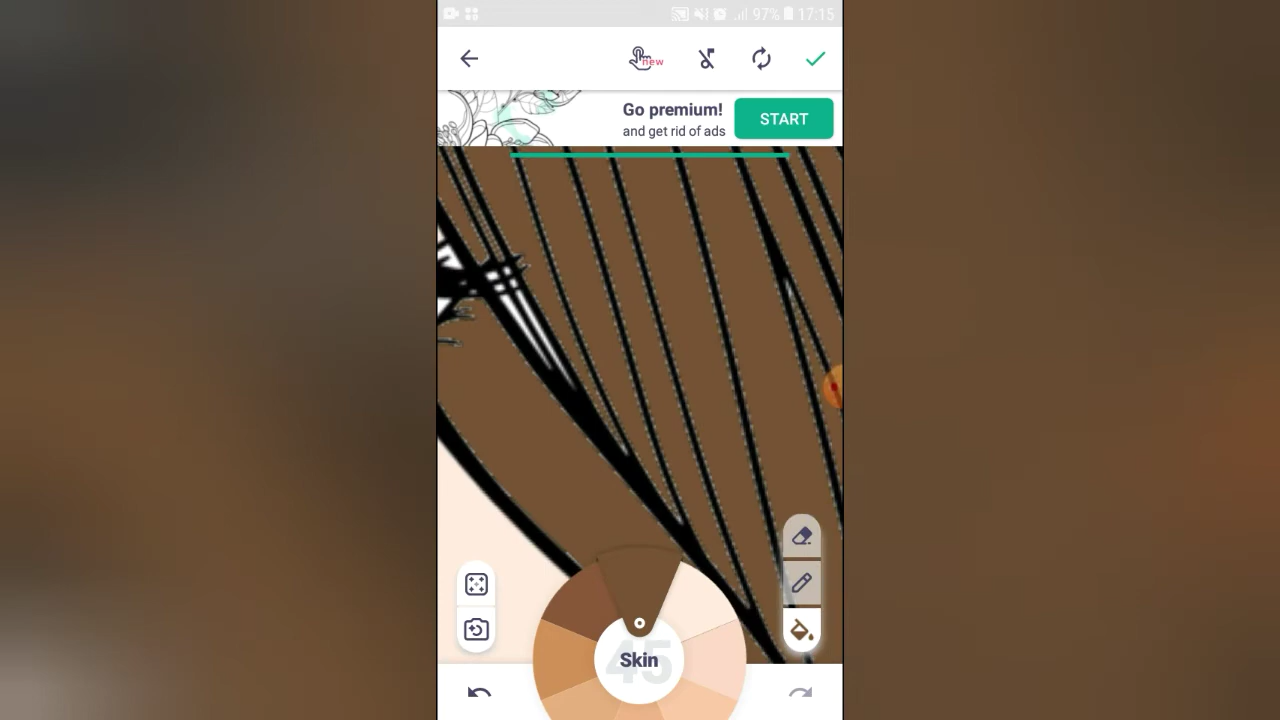 97% 17:15
new
Go premium!
and get rid of ads
START
45
Skin